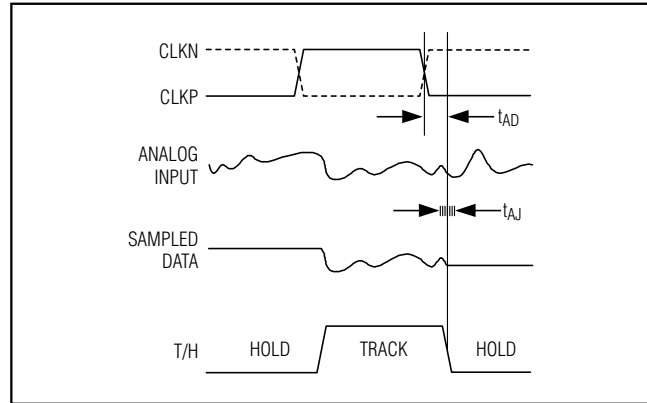 CLKN
CLKP
tAD
ANALOG
INPUT
tAJ
SAMPLED
DATA
T/H
HOLD
TRACK
HOLD